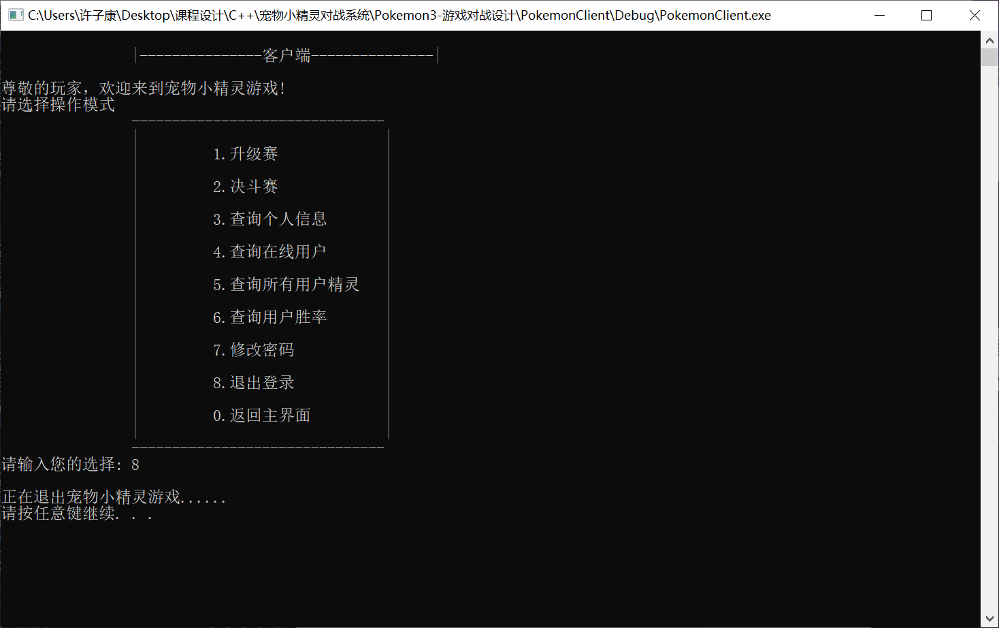 C:\Users\许子康\Desktop\课程设计\C++\宠物小精灵对战系统\Pokemon3-游戏对战设计\PokemonClient\Debug\PokemonClient.exe
|---------------客户端---------------|
尊敬的玩家，欢迎来到宠物小精灵游戏!
请选择操作模式
-------------------------------
1.升级赛
2.决斗赛
3.查询个人信息
4.查询在线用户
5.查询所有用户精灵
6.查询用户胜率
7.修改密码
8.退出登录
0.返回主界面
-------------------------------
请输入您的选择: 8
正在退出宠物小精灵游戏......
请按任意键继续. . .